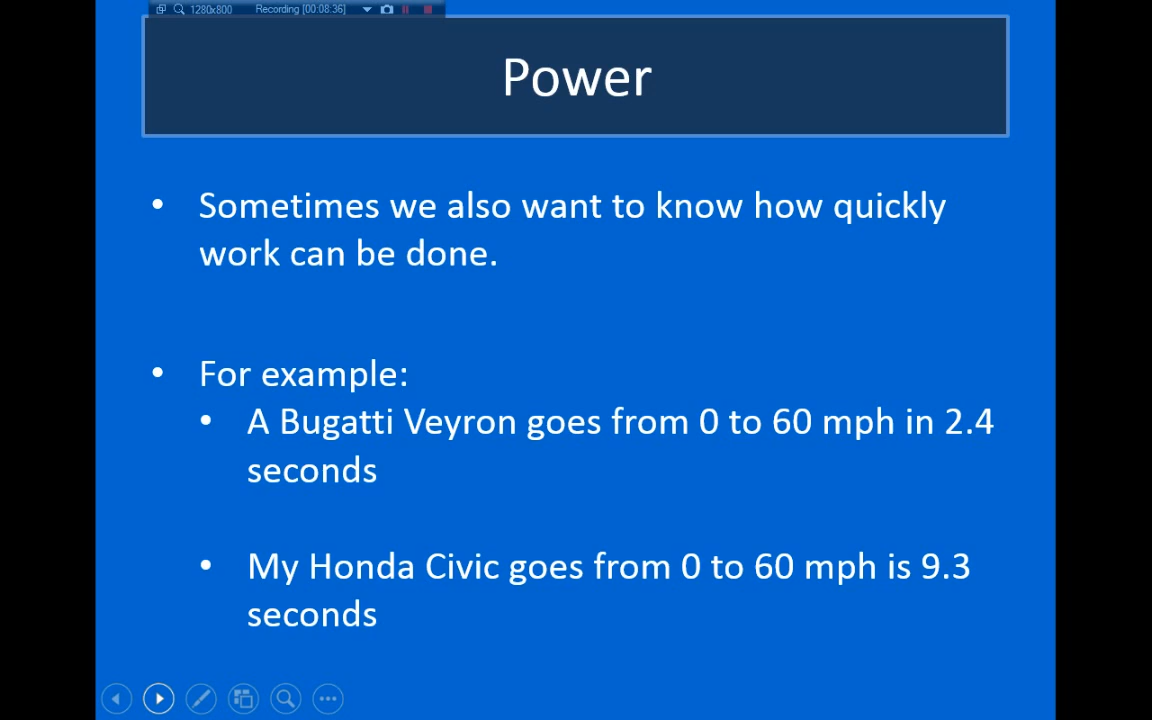 1280x800 Recording [00:08:36]
Power
• Sometimes we also want to know how quickly
work can be done.
• For example:
• A Bugatti Veyron goes from 0 to 60 mph in 2.4
seconds
• My Honda Civic goes from 0 to 60 mph is 9.3
seconds